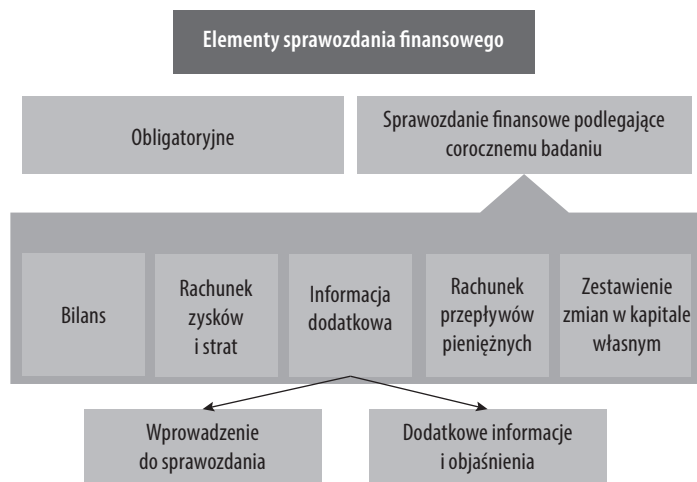 Elementy sprawozdania finansowego
Obligatoryjne
Sprawozdanie finansowe podlegające
corocznemu badaniu
Bilans
Rachunek
zysków
i strat
Informacja
dodatkowa
Rachunek
przepływów
pieniężnych
Zestawienie
zmian w kapitale
własnym
Wprowadzenie
do sprawozdania
Dodatkowe informacje
i objaśnienia